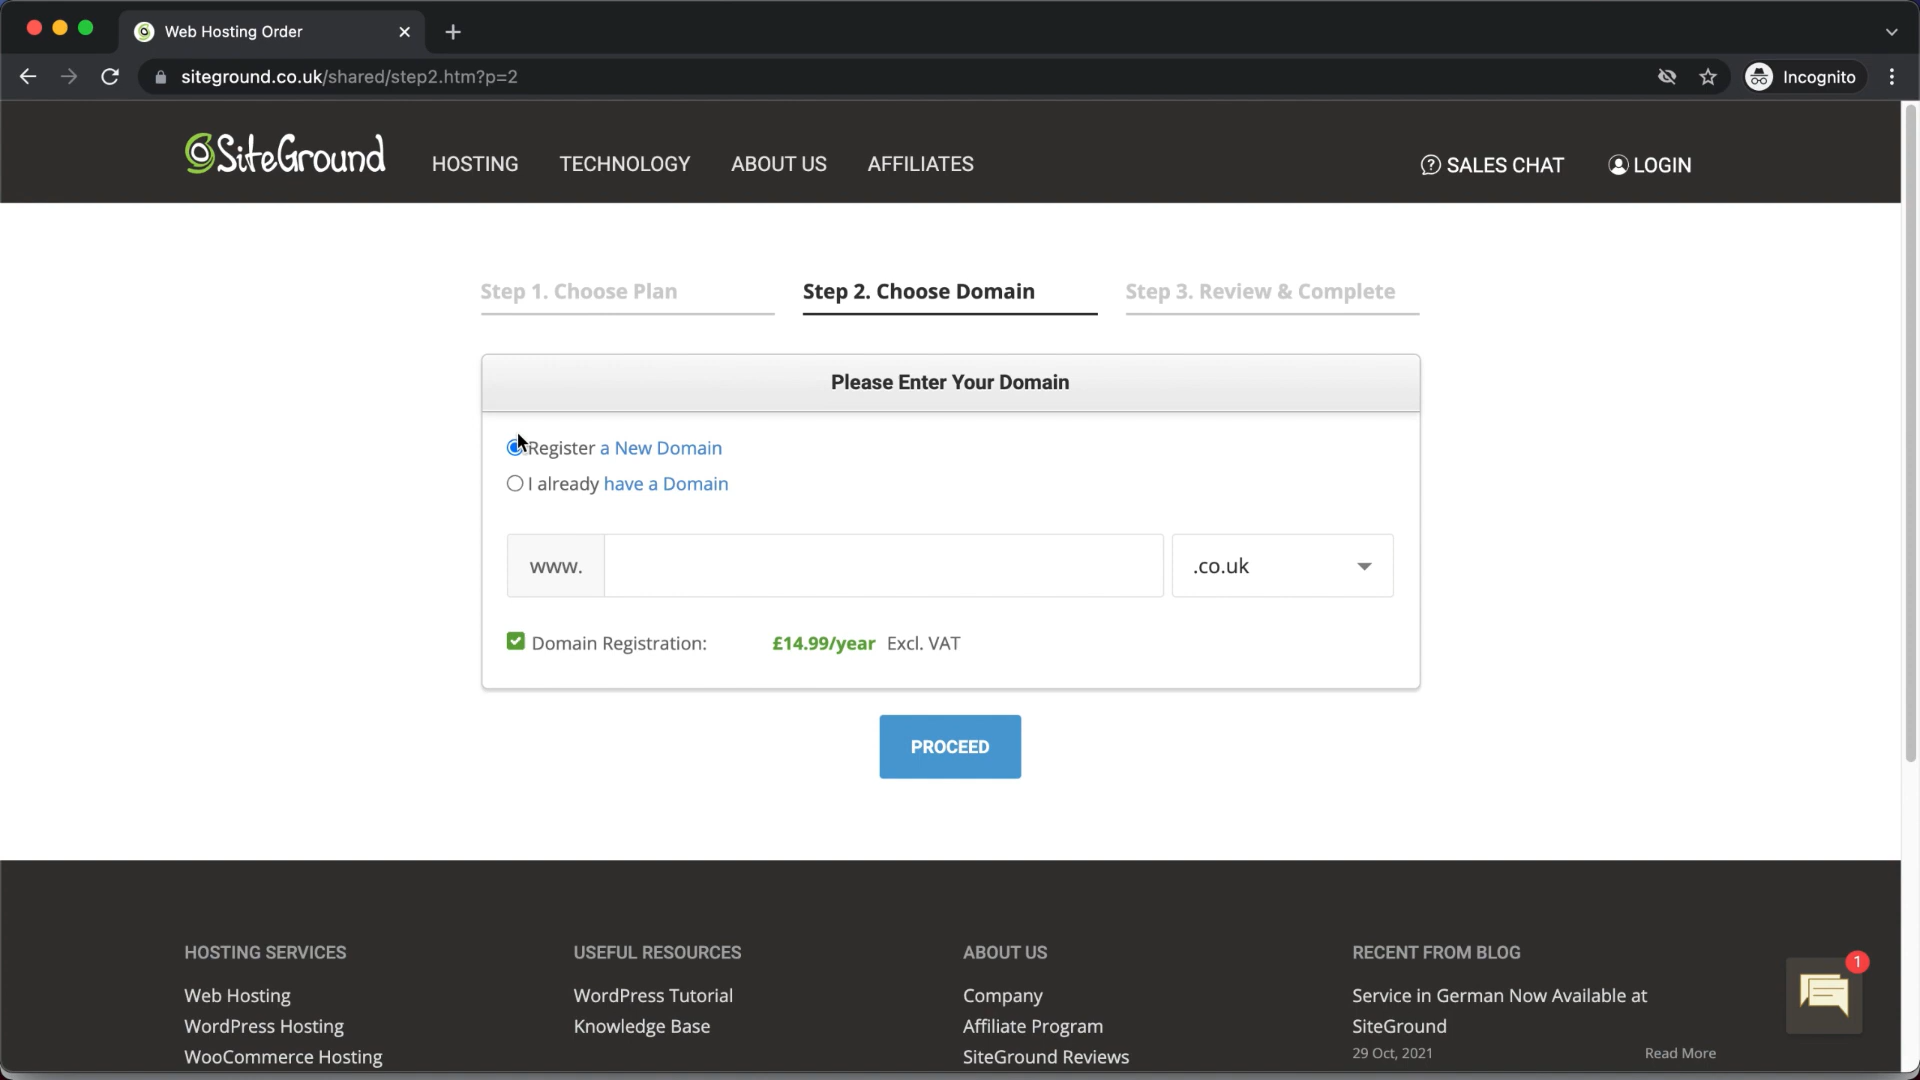 Web Hosting Order
siteground.co.uk/shared/step2.htm?p=2
Incognito
SiteGround
HOSTING
TECHNOLOGY
ABOUT US
AFFILIATES
SALES CHAT
LOGIN
Step 1. Choose Plan
Step 2. Choose Domain
Step 3. Review & Complete
Please Enter Your Domain
Register a New Domain
I already have a Domain
www.
.co.uk
Domain Registration: £14.99/year Excl. VAT
PROCEED
HOSTING SERVICES
Web Hosting
WordPress Hosting
WooCommerce Hosting
USEFUL RESOURCES
WordPress Tutorial
Knowledge Base
ABOUT US
Company
Affiliate Program
SiteGround Reviews
RECENT FROM BLOG
Service in German Now Available at
SiteGround
29 Oct, 2021
Read More
1